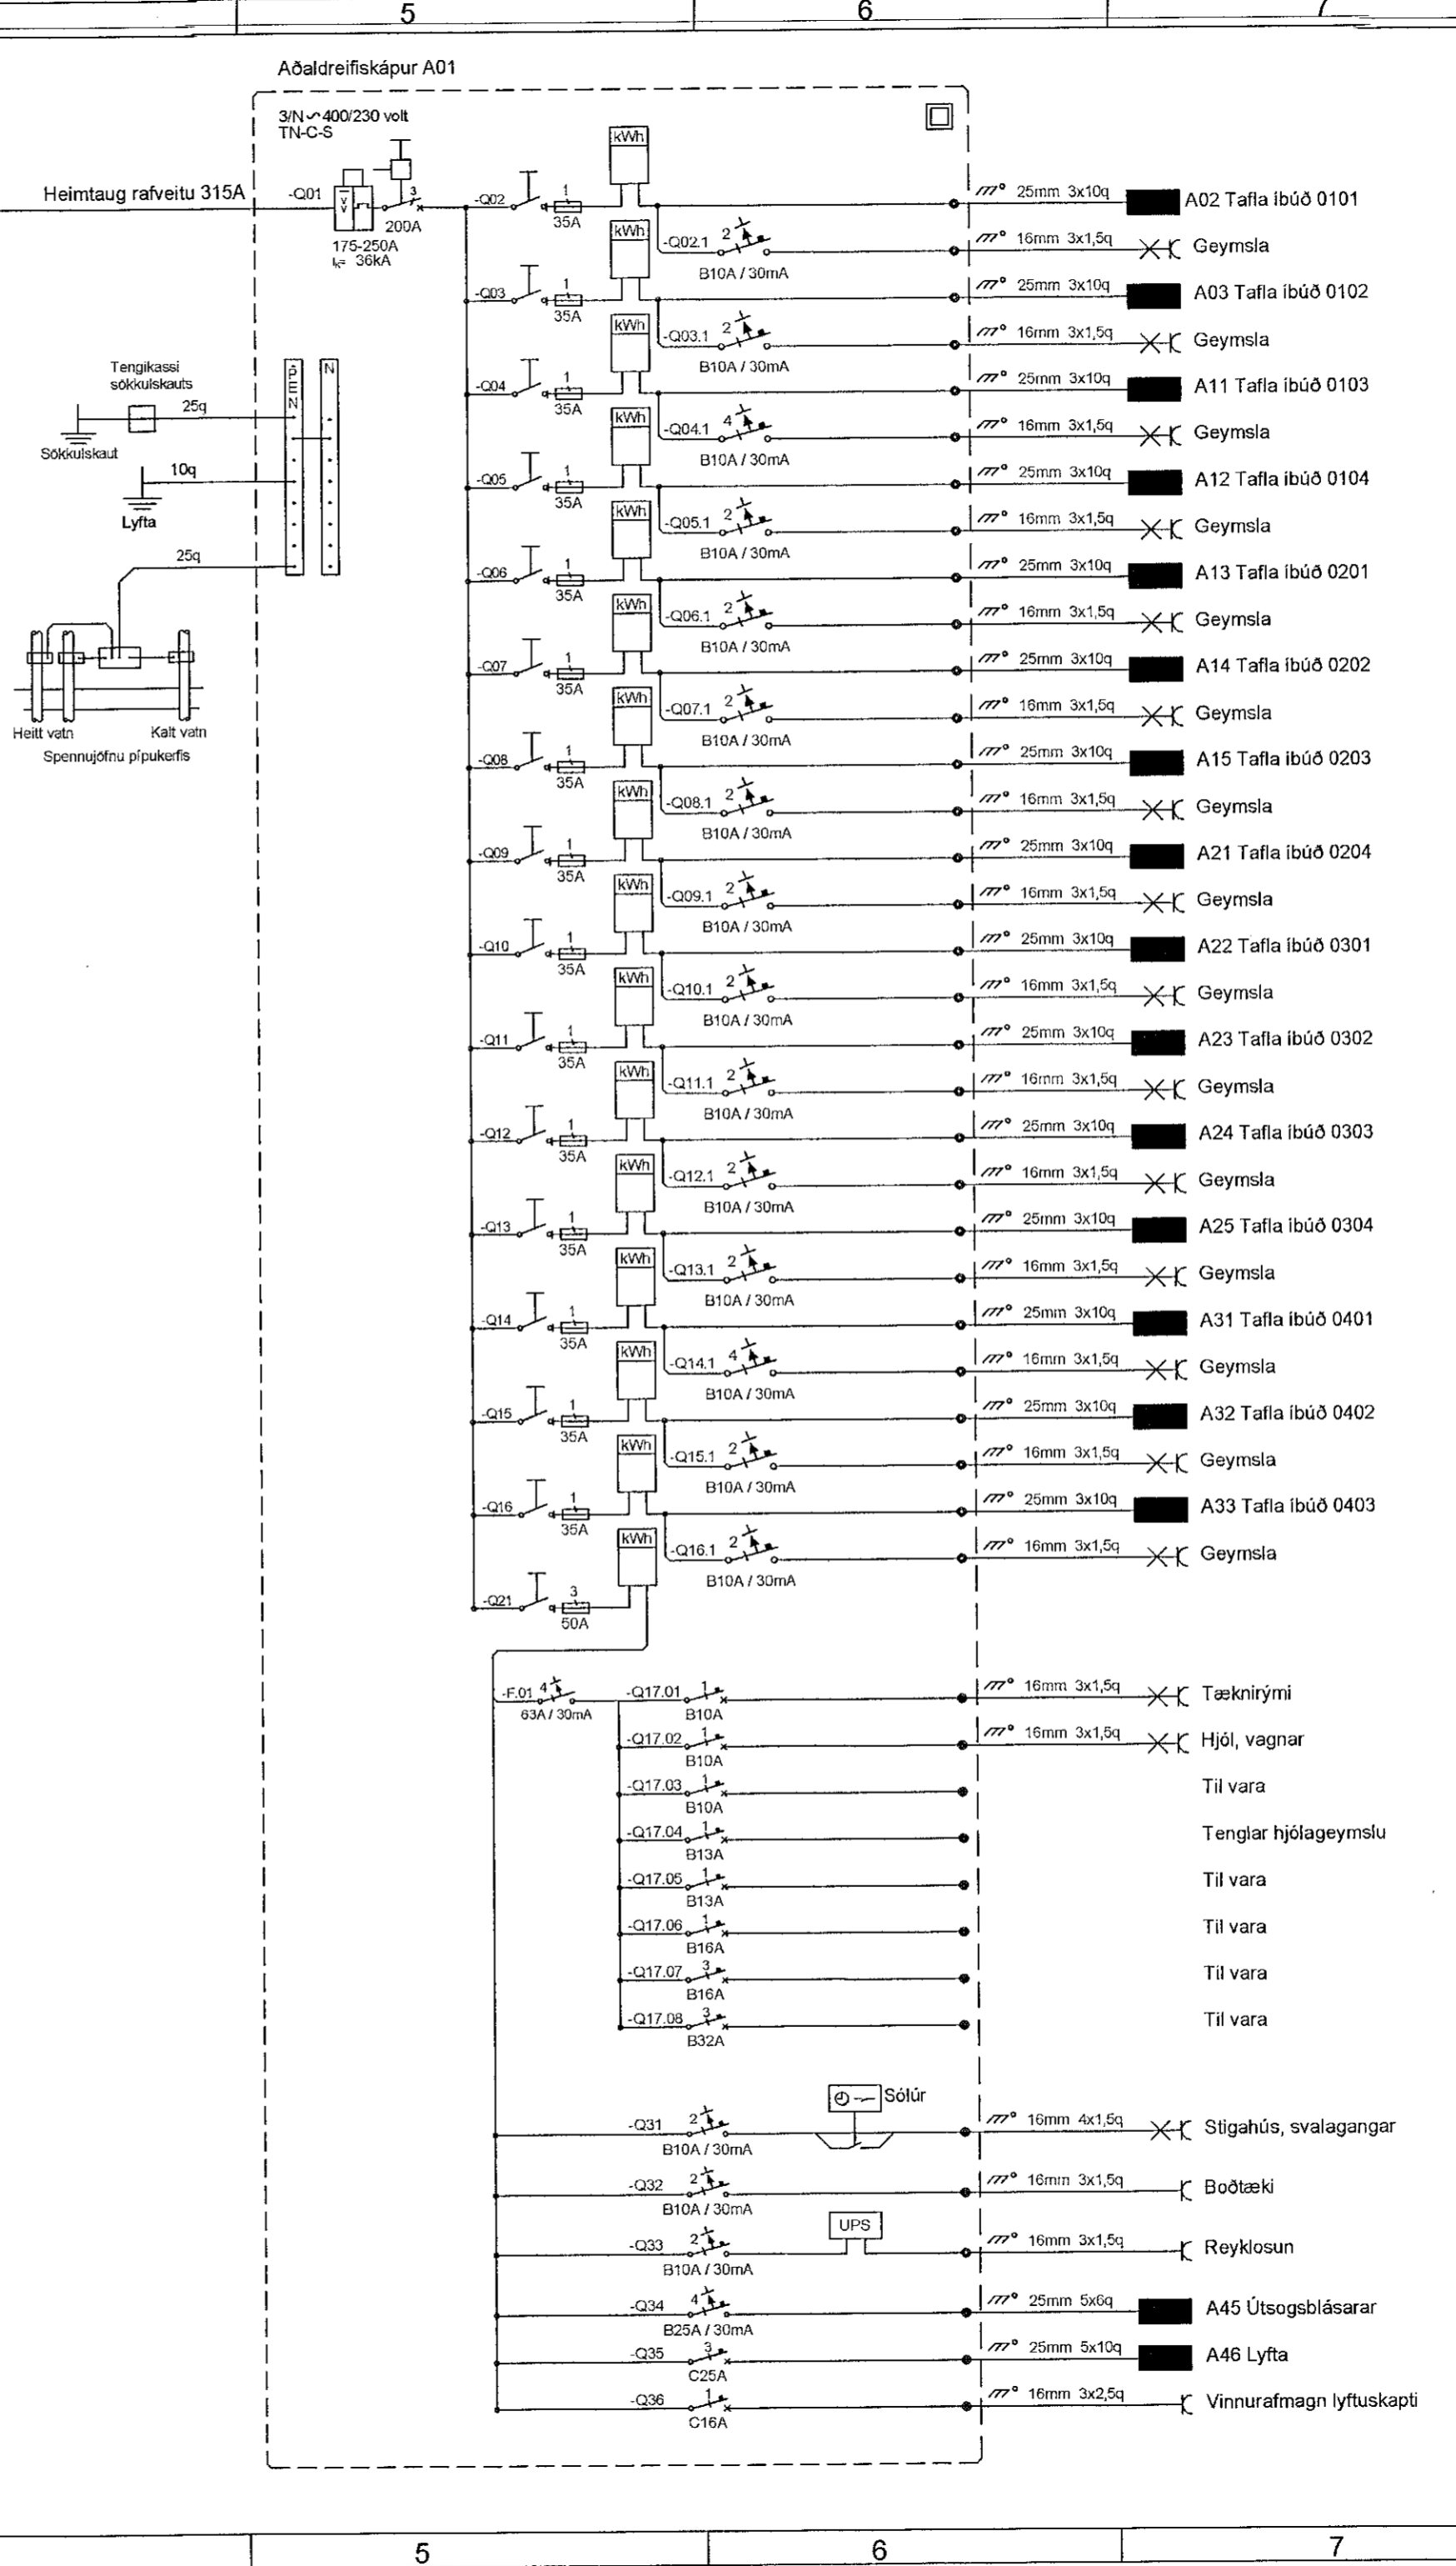 5
6
7
Aðaldreifiskápur A01
3/N ~ 400/230 volt
TN-C-S
Heimtaug rafveitu 315A
-Q01
3
200A
175-250A
Ik= 36kA
Tengikassi
sökkulskauts
25q
Sökkulskaut
10q
Lyfta
25q
PEN
N
Heitt vatn
Kalt vatn
Spennujöfnu pípukerfis
-Q02 1 35A kWh 25mm 3x10q A02 Tafla íbúð 0101
-Q02.1 2 B10A / 30mA 16mm 3x1,5q Geymsla
-Q03 1 35A kWh 25mm 3x10q A03 Tafla íbúð 0102
-Q03.1 2 B10A / 30mA 16mm 3x1,5q Geymsla
-Q04 1 35A kWh 25mm 3x10q A11 Tafla íbúð 0103
-Q04.1 4 B10A / 30mA 16mm 3x1,5q Geymsla
-Q05 1 35A kWh 25mm 3x10q A12 Tafla íbúð 0104
-Q05.1 2 B10A / 30mA 16mm 3x1,5q Geymsla
-Q06 1 35A kWh 25mm 3x10q A13 Tafla íbúð 0201
-Q06.1 2 B10A / 30mA 16mm 3x1,5q Geymsla
-Q07 1 35A kWh 25mm 3x10q A14 Tafla íbúð 0202
-Q07.1 2 B10A / 30mA 16mm 3x1,5q Geymsla
-Q08 1 35A kWh 25mm 3x10q A15 Tafla íbúð 0203
-Q08.1 2 B10A / 30mA 16mm 3x1,5q Geymsla
-Q09 1 35A kWh 25mm 3x10q A21 Tafla íbúð 0204
-Q09.1 2 B10A / 30mA 16mm 3x1,5q Geymsla
-Q10 1 35A kWh 25mm 3x10q A22 Tafla íbúð 0301
-Q10.1 2 B10A / 30mA 16mm 3x1,5q Geymsla
-Q11 1 35A kWh 25mm 3x10q A23 Tafla íbúð 0302
-Q11.1 2 B10A / 30mA 16mm 3x1,5q Geymsla
-Q12 1 35A kWh 25mm 3x10q A24 Tafla íbúð 0303
-Q12.1 2 B10A / 30mA 16mm 3x1,5q Geymsla
-Q13 1 35A kWh 25mm 3x10q A25 Tafla íbúð 0304
-Q13.1 2 B10A / 30mA 16mm 3x1,5q Geymsla
-Q14 1 35A kWh 25mm 3x10q A31 Tafla íbúð 0401
-Q14.1 4 B10A / 30mA 16mm 3x1,5q Geymsla
-Q15 1 35A kWh 25mm 3x10q A32 Tafla íbúð 0402
-Q15.1 2 B10A / 30mA 16mm 3x1,5q Geymsla
-Q16 1 35A kWh 25mm 3x10q A33 Tafla íbúð 0403
-Q16.1 2 B10A / 30mA 16mm 3x1,5q Geymsla
-Q21 3 50A kWh
-F.01 4 63A / 30mA
-Q17.01 1 B10A 16mm 3x1,5q Tæknirými
-Q17.02 1 B10A 16mm 3x1,5q Hjól, vagnar
-Q17.03 1 B10A Til vara
-Q17.04 1 B13A Tenglar hjólageymslu
-Q17.05 1 B13A Til vara
-Q17.06 1 B16A Til vara
-Q17.07 3 B16A Til vara
-Q17.08 3 B32A Til vara
Sólúr
-Q31 2 B10A / 30mA 16mm 4x1,5q Stigahús, svalagangar
-Q32 2 B10A / 30mA 16mm 3x1,5q Boðtæki
-Q33 2 B10A / 30mA UPS 16mm 3x1,5q Reyklosun
-Q34 4 B25A / 30mA 25mm 5x6q A45 Útsogsblásarar
-Q35 3 C25A 25mm 5x10q A46 Lyfta
-Q36 1 C16A 16mm 3x2,5q Vinnurafmagn lyftuskapti
5
6
7